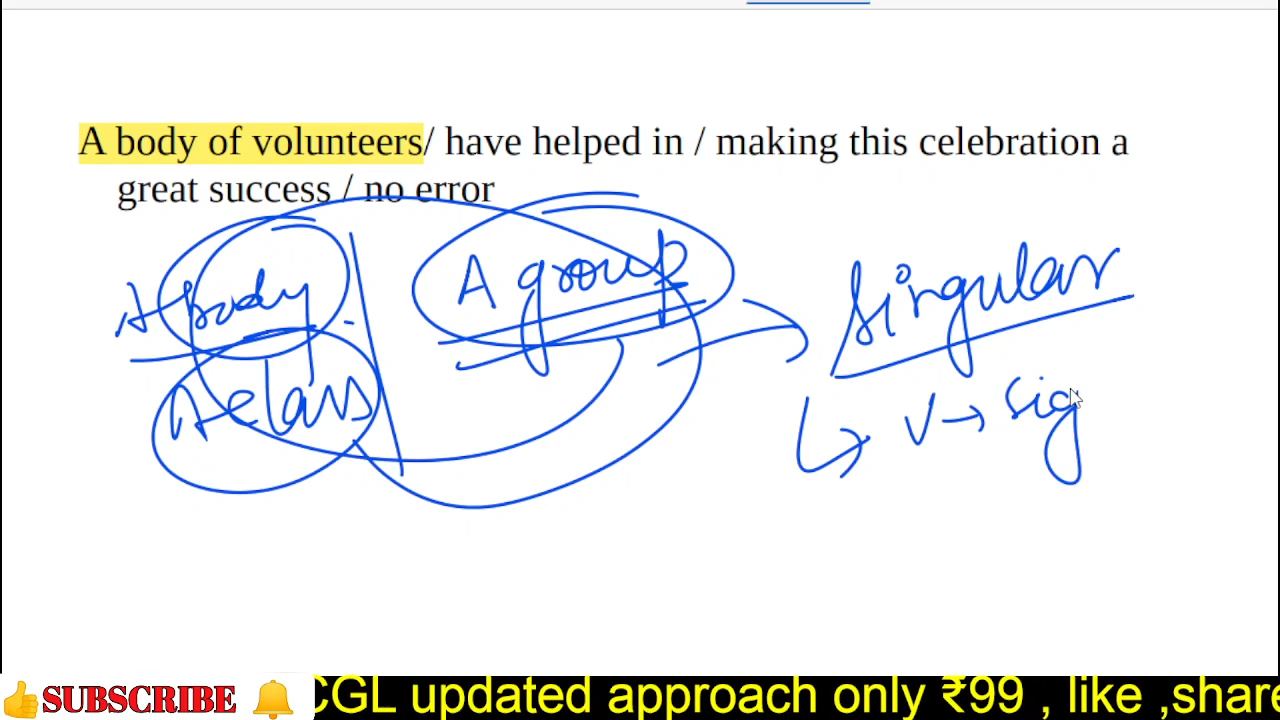 A body of volunteers/ have helped in / making this celebration a
great success / no error
A body
A group
Singular
A class
V → sig
SUBSCRIBE
CGL updated approach only ₹99 , like ,share